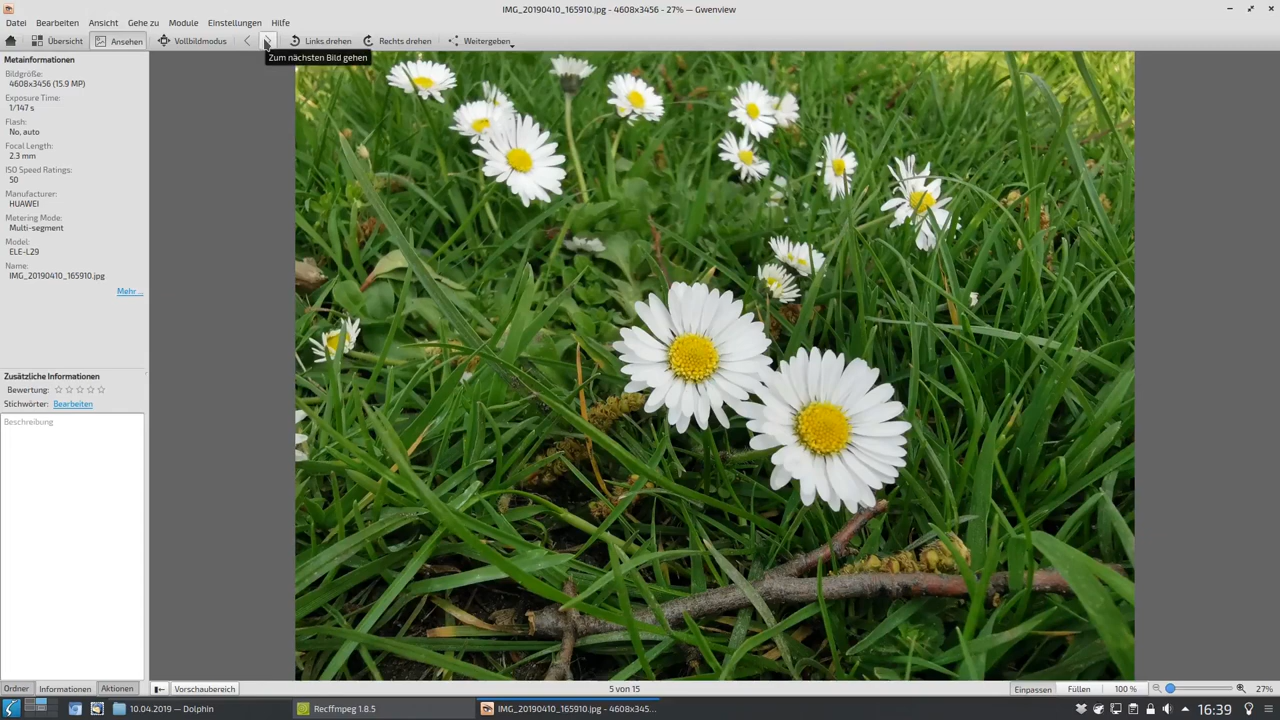 IMG_20190410_165910.jpg - 4608x3456 - 27% — Gwenview
Datei Bearbeiten Ansicht Gehe zu Module Einstellungen Hilfe
Übersicht Ansehen Vollbildmodus Links drehen Rechts drehen Weitergeben
Zum nächsten Bild gehen
Metainformationen
Bildgröße:
4608x3456 (15.9 MP)
Exposure Time:
1/147 s
Flash:
No, auto
Focal Length:
2.3 mm
ISO Speed Ratings:
50
Manufacturer:
HUAWEI
Metering Mode:
Multi-segment
Model:
ELE-L29
Name:
IMG_20190410_165910.jpg
Mehr ...
Zusätzliche Informationen
Bewertung:
Stichwörter: Bearbeiten
Beschreibung
Ordner Informationen Aktionen Vorschaubereich 5 von 15 Einpassen Füllen 100 % 27%
10.04.2019 — Dolphin Recffmpeg 1.8.5 IMG_20190410_165910.jpg - 4608x345... 16:39